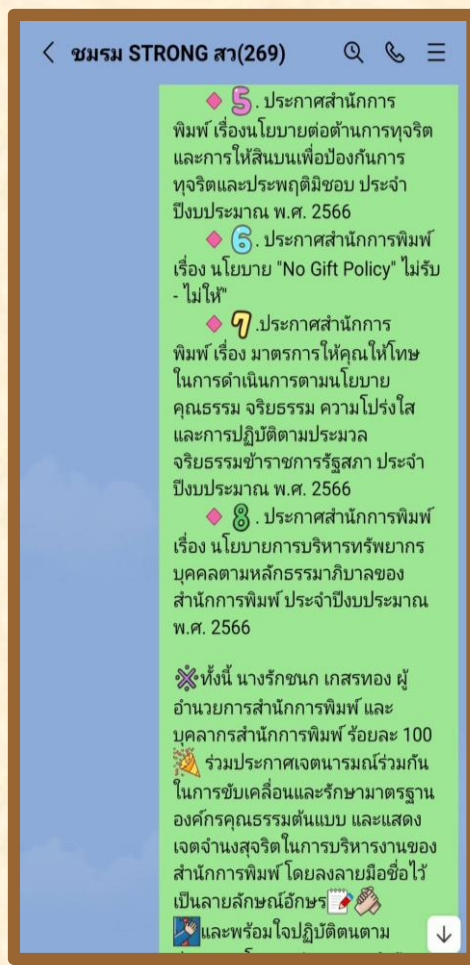 ชมรม STRONG สว(269)
5. ประกาศสำนักการ
พิมพ์ เรื่องนโยบายต่อต้านการทุจริต
และการให้สินบนเพื่อป้องกันการ
ทุจริตและประพฤติมิชอบ ประจำ
ปีงบประมาณ พ.ศ. 2566
6. ประกาศสำนักการพิมพ์
เรื่อง นโยบาย "No Gift Policy" ไม่รับ
- ไม่ให้"
7.ประกาศสำนักการ
พิมพ์ เรื่อง มาตรการให้คุณให้โทษ
ในการดำเนินการตามนโยบาย
คุณธรรม จริยธรรม ความโปร่งใส
และการปฏิบัติตามประมวล
จริยธรรมข้าราชการรัฐสภา ประจำ
ปีงบประมาณ พ.ศ. 2566
8. ประกาศสำนักการพิมพ์
เรื่อง นโยบายการบริหารทรัพยากร
บุคคลตามหลักธรรมาภิบาลของ
สำนักการพิมพ์ ประจำปีงบประมาณ
พ.ศ. 2566
ทั้งนี้ นางรักชนก เกสรทอง ผู้
อำนวยการสำนักการพิมพ์ และ
บุคลากรสำนักการพิมพ์ ร้อยละ 100
ร่วมประกาศเจตนารมณ์ร่วมกัน
ในการขับเคลื่อนและรักษามาตรฐาน
องค์กรคุณธรรมต้นแบบ และแสดง
เจตจำนงสุจริตในการบริหารงานของ
สำนักการพิมพ์ โดยลงลายมือชื่อไว้
เป็นลายลักษณ์อักษร
และพร้อมใจปฏิบัติตนตาม